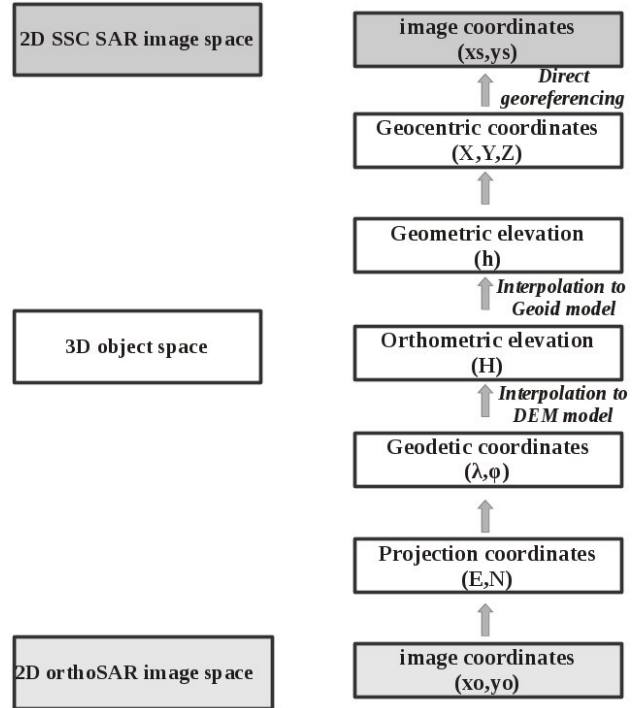 2D SSC SAR image space
image coordinates
(xs,ys)
Direct
georeferencing
Geocentric coordinates
(X,Y,Z)
Geometric elevation
(h)
Interpolation to
Geoid model
3D object space
Orthometric elevation
(H)
Interpolation to
DEM model
Geodetic coordinates
(λ,φ)
Projection coordinates
(E,N)
2D orthoSAR image space
image coordinates
(xo,yo)